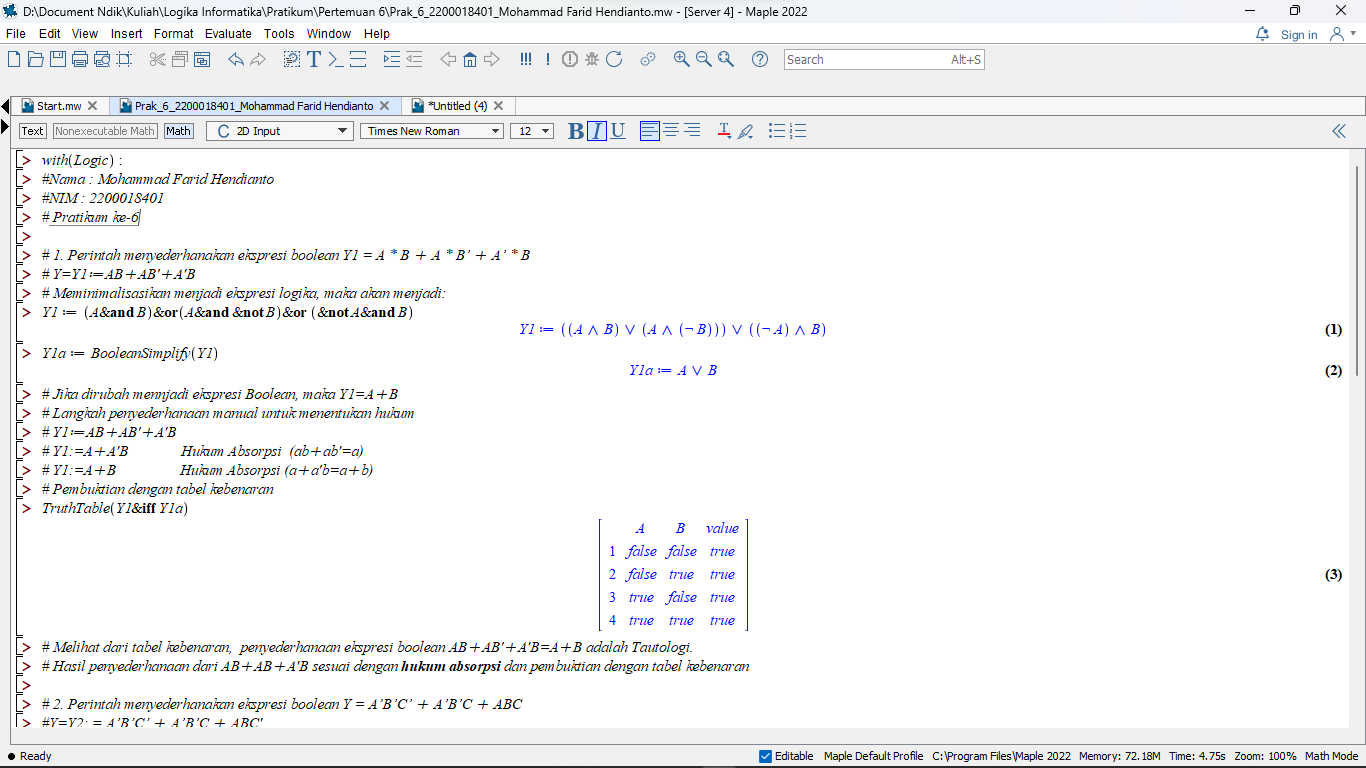 D:\Document Ndik\Kuliah\Logika Informatika\Pratikum\Pertemuan 6\Prak_6_2200018401_Mohammad Farid Hendianto.mw - [Server 4] - Maple 2022
File Edit View Insert Format Evaluate Tools Window Help
Sign in
Search Alt+S
Start.mw Prak_6_2200018401_Mohammad Farid Hendianto *Untitled (4)
Text Nonexecutable Math Math C 2D Input Times New Roman 12 B I U
> with(Logic) :
> #Nama : Mohammad Farid Hendianto
> #NIM : 2200018401
> # Pratikum ke-6
>
> # 1. Perintah menyederhanakan ekspresi boolean Y1 = A * B + A * B’ + A’ * B
> # Y=Y1:=AB+AB'+A'B
> # Meminimalisasikan menjadi ekspresi logika, maka akan menjadi:
> Y1 := (A&and B)&or(A&and &not B)&or (&not A&and B)
Y1 := ((A ∧ B) ∨ (A ∧ (¬ B))) ∨ ((¬ A) ∧ B) (1)
> Y1a := BooleanSimplify(Y1)
Y1a := A ∨ B (2)
> # Jika dirubah mennjadi ekspresi Boolean, maka Y1=A+B
> # Langkah penyederhanaan manual untuk menentukan hukum
> # Y1:=AB+AB'+A'B
> # Y1:=A+A'B Hukum Absorpsi (ab+ab'=a)
> # Y1:=A+B Hukum Absorpsi (a+a'b=a+b)
> # Pembuktian dengan tabel kebenaran
> TruthTable(Y1&iff Y1a)
A B value
1 false false true
2 false true true
3 true false true
4 true true true
(3)
> # Melihat dari tabel kebenaran, penyederhanaan ekspresi boolean AB+AB'+A'B=A+B adalah Tautologi.
> # Hasil penyederhanaan dari AB+AB+A'B sesuai dengan hukum absorpsi dan pembuktian dengan tabel kebenaran
>
> # 2. Perintah menyederhanakan ekspresi boolean Y = A’B’C’ + A’B’C + ABC
> #Y=Y2: = A’B’C’ + A’B’C + ABC'
Ready Editable Maple Default Profile C:\Program Files\Maple 2022 Memory: 72.18M Time: 4.75s Zoom: 100% Math Mode